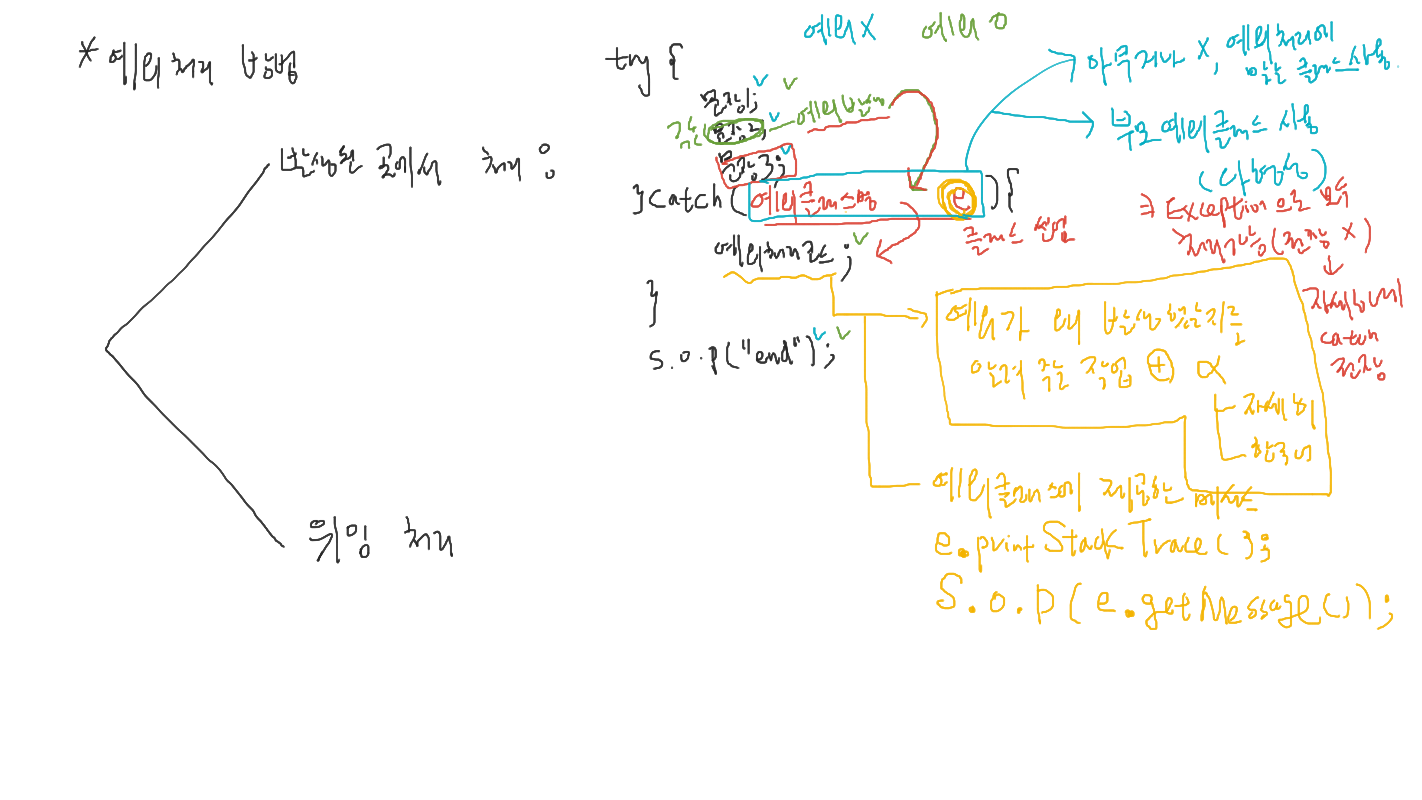 * 예외처리 방법
발생된 곳에서 처리 :
위임 처리
예외 X 예외 O
try {
문장1;
문장2; 예외발생
문장3;
}catch( 예외클래스명 e ){
클래스 선언
예외처리코드;
}
S.o.p("end");
아무거나 X, 예외처리에
맞는 클래스 사용.
부모 예외클래스 사용
(다형성)
⇒ Exception으로 모두
처리가능(권장 X)
↓
자세하게
catch
권장
예외가 왜 발생했는지를
알려 주는 작업 ⊕ α
자세히
한국어
예외클래스에 제공하는 메서드
e.printStackTrace();
S.o.p(e.getMessage());